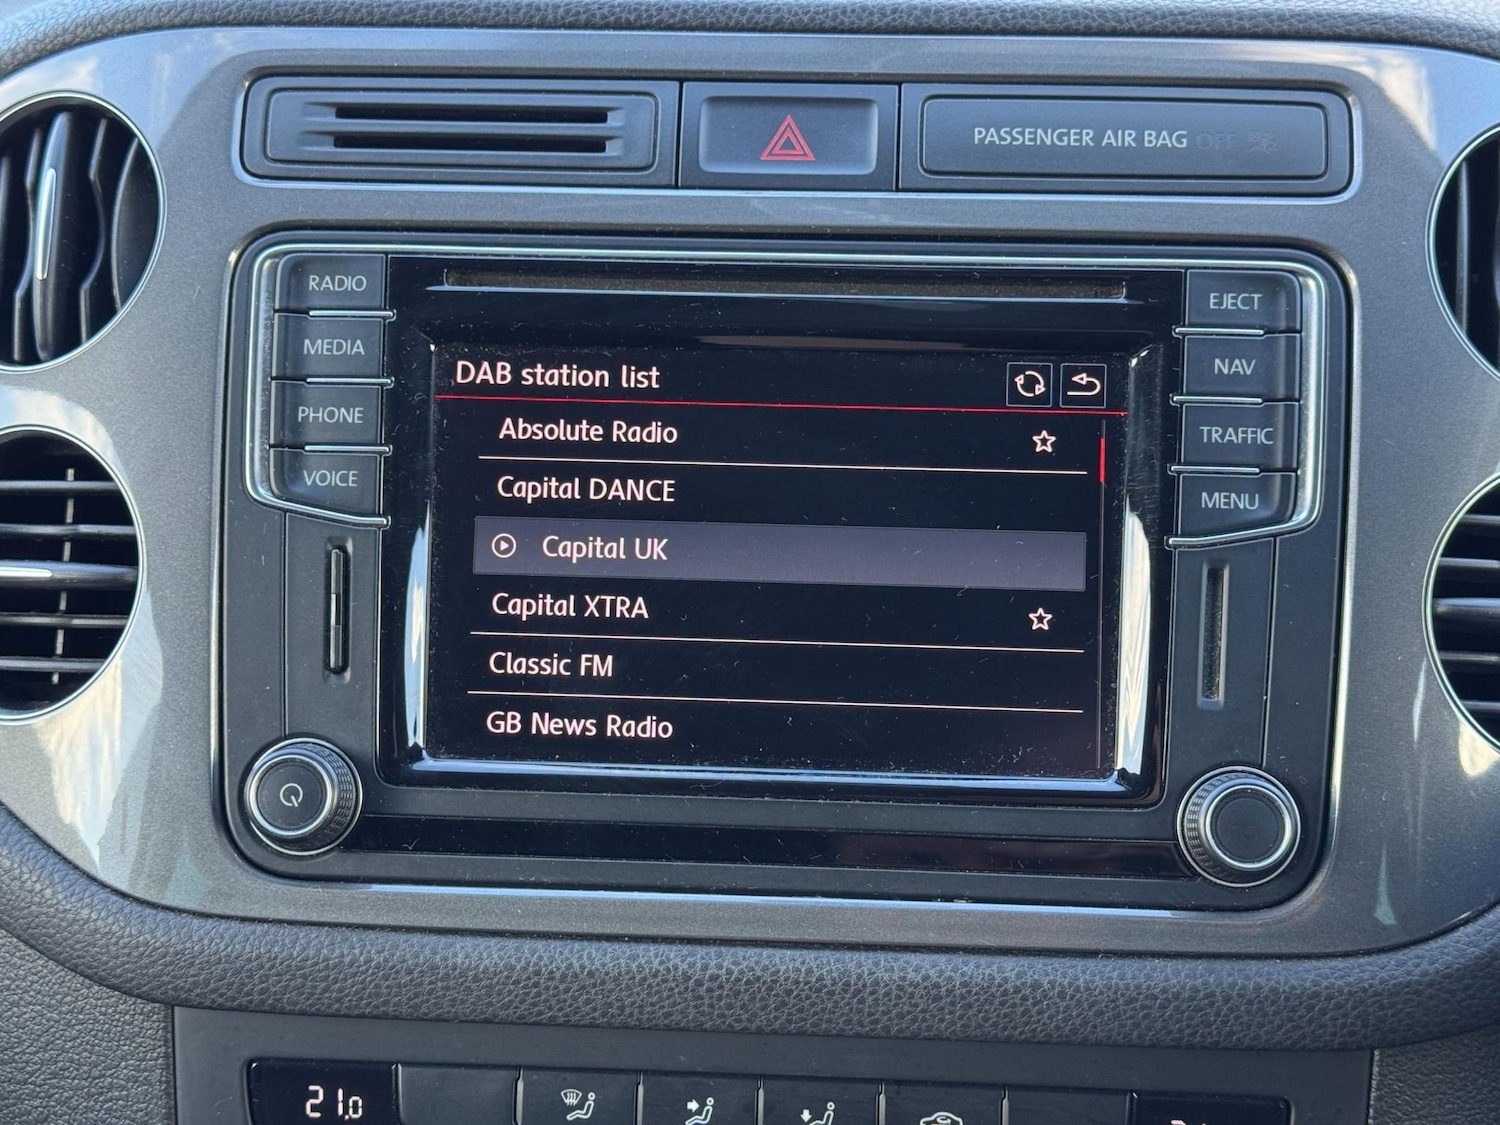 PASSENGER AIR BAG OFF
RADIO
MEDIA
PHONE
VOICE
DAB station list
Absolute Radio
Capital DANCE
Capital UK
Capital XTRA
Classic FM
GB News Radio
EJECT
NAV
TRAFFIC
MENU
21.0